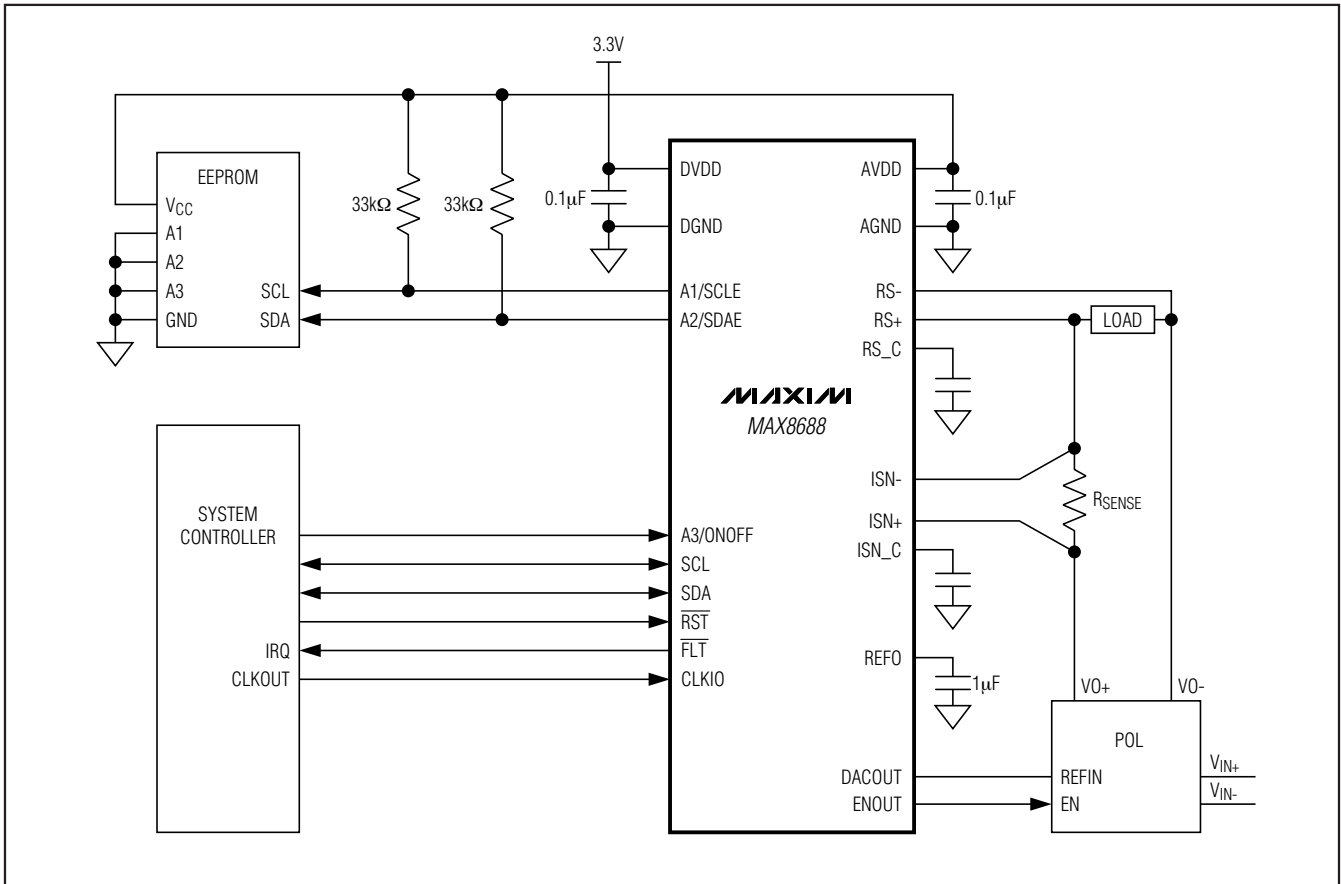 3.3V
EEPROM
VCC
A1
A2
A3
GND
SCL
SDA
33kΩ
33kΩ
0.1µF
DVDD
DGND
A1/SCLE
A2/SDAE
AVDD
AGND
0.1µF
RS-
RS+
RS_C
LOAD
MAXIM
MAX8688
ISN-
ISN+
ISN_C
RSENSE
SYSTEM
CONTROLLER
IRQ
CLKOUT
A3/ONOFF
SCL
SDA
RST
FLT
CLKIO
REFO
1µF
DACOUT
ENOUT
VO+
VO-
POL
REFIN
EN
VIN+
VIN-